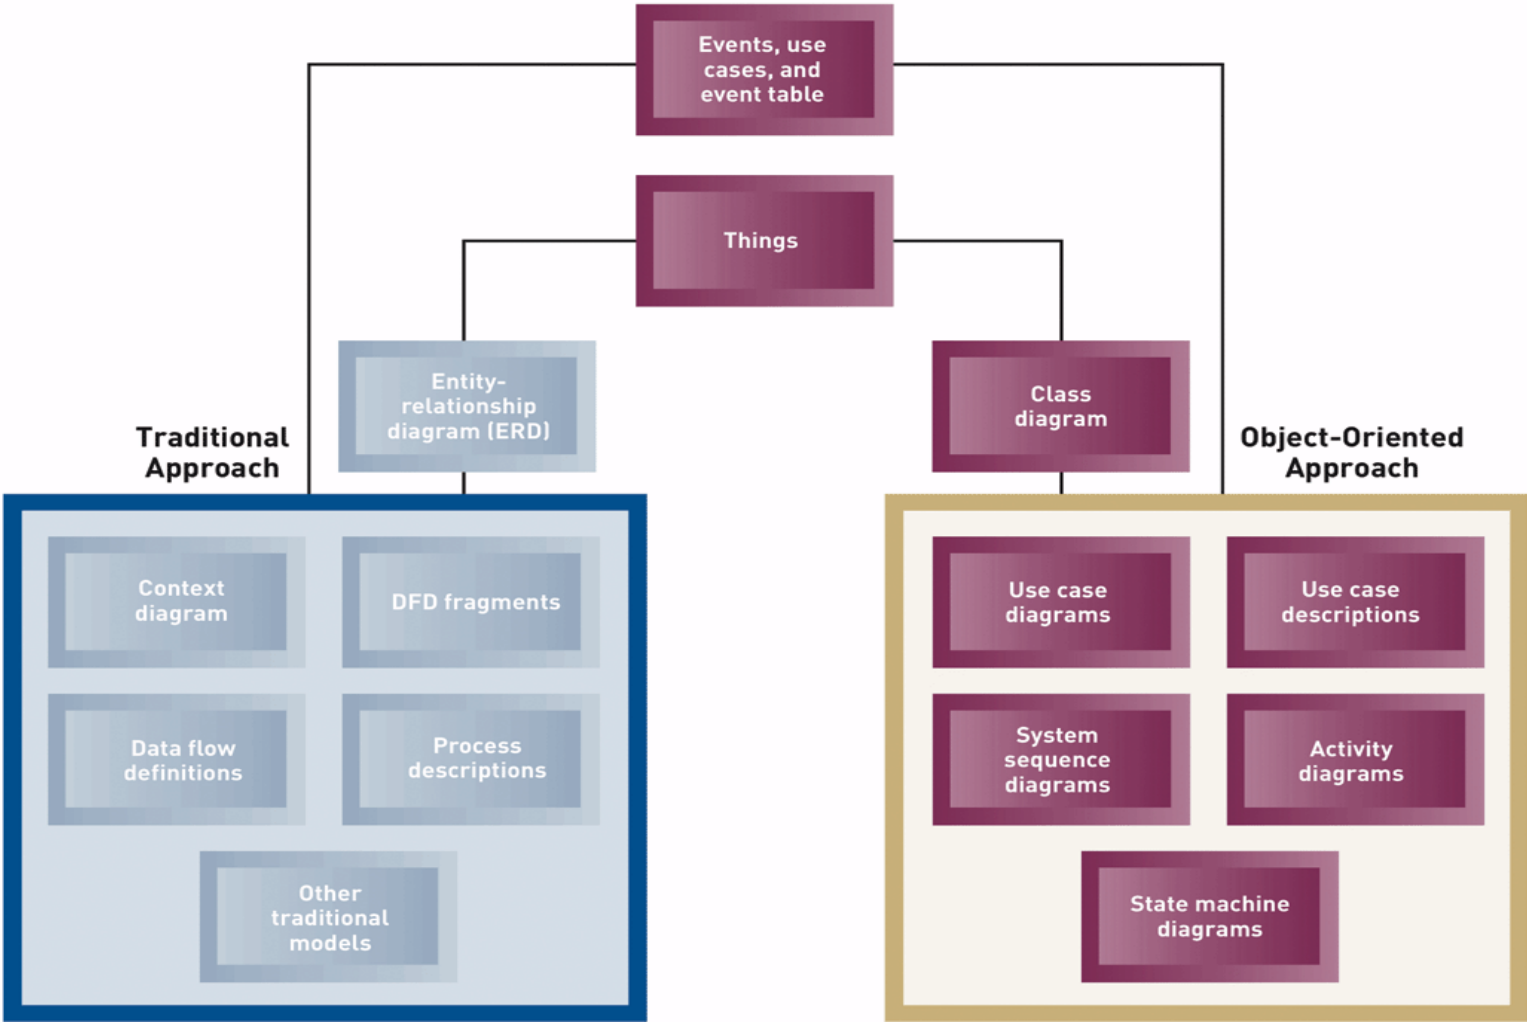 Events, use
cases, and
event table
Things
Entity-
relationship
diagram (ERD)
Class
diagram
Traditional
Approach
Object-Oriented
Approach
Context
diagram
DFD fragments
Use case
diagrams
Use case
descriptions
Data flow
definitions
Process
descriptions
System
sequence
diagrams
Activity
diagrams
Other
traditional
models
State machine
diagrams